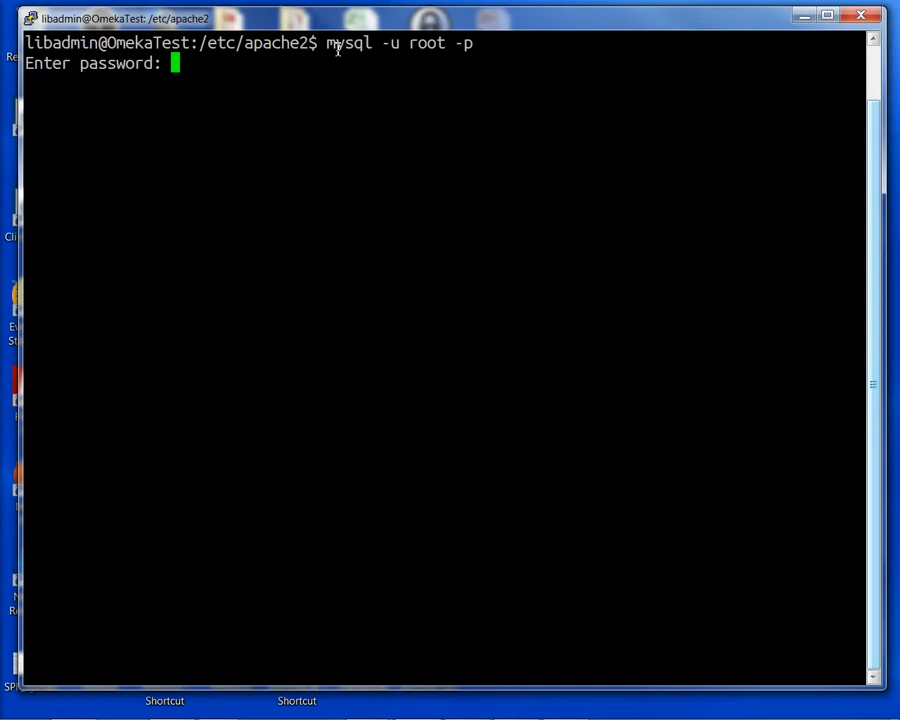 libadmin@OmekaTest: /etc/apache2
libadmin@OmekaTest:/etc/apache2$ mysql -u root -p
Enter password:
Shortcut
Shortcut